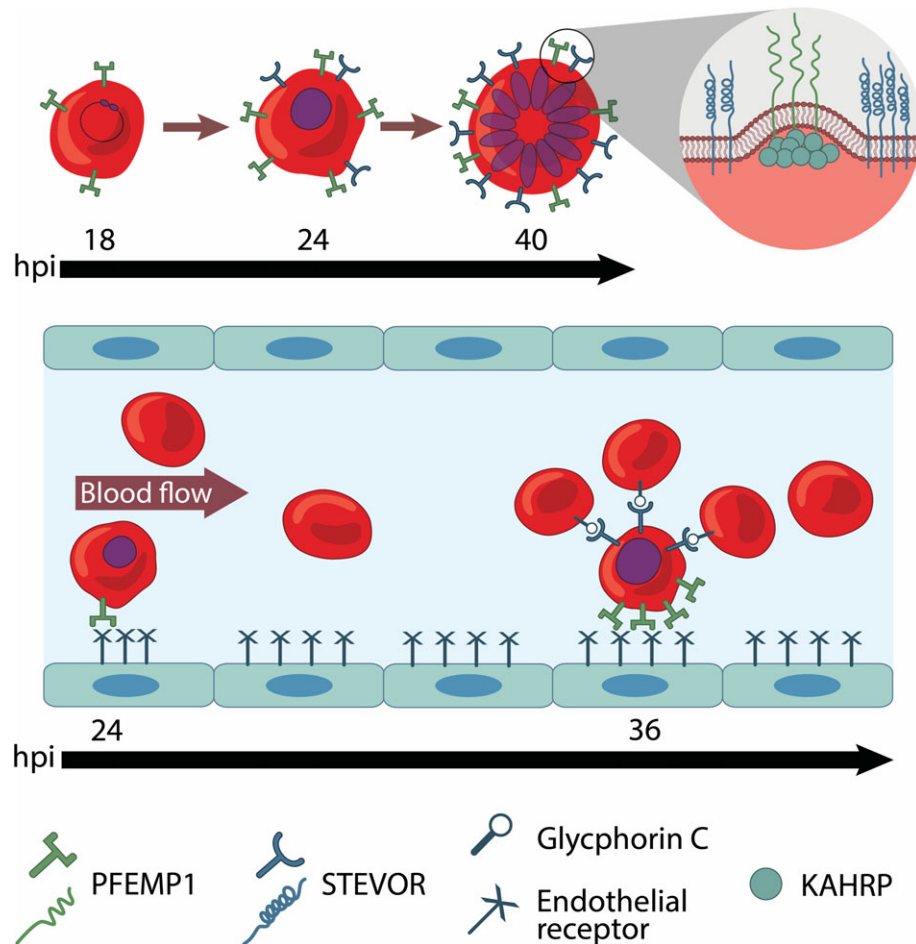 18
24
40
hpi
Blood flow
24
36
hpi
PFEMP1
STEVOR
Glycphorin C
Endothelial
receptor
KAHRP